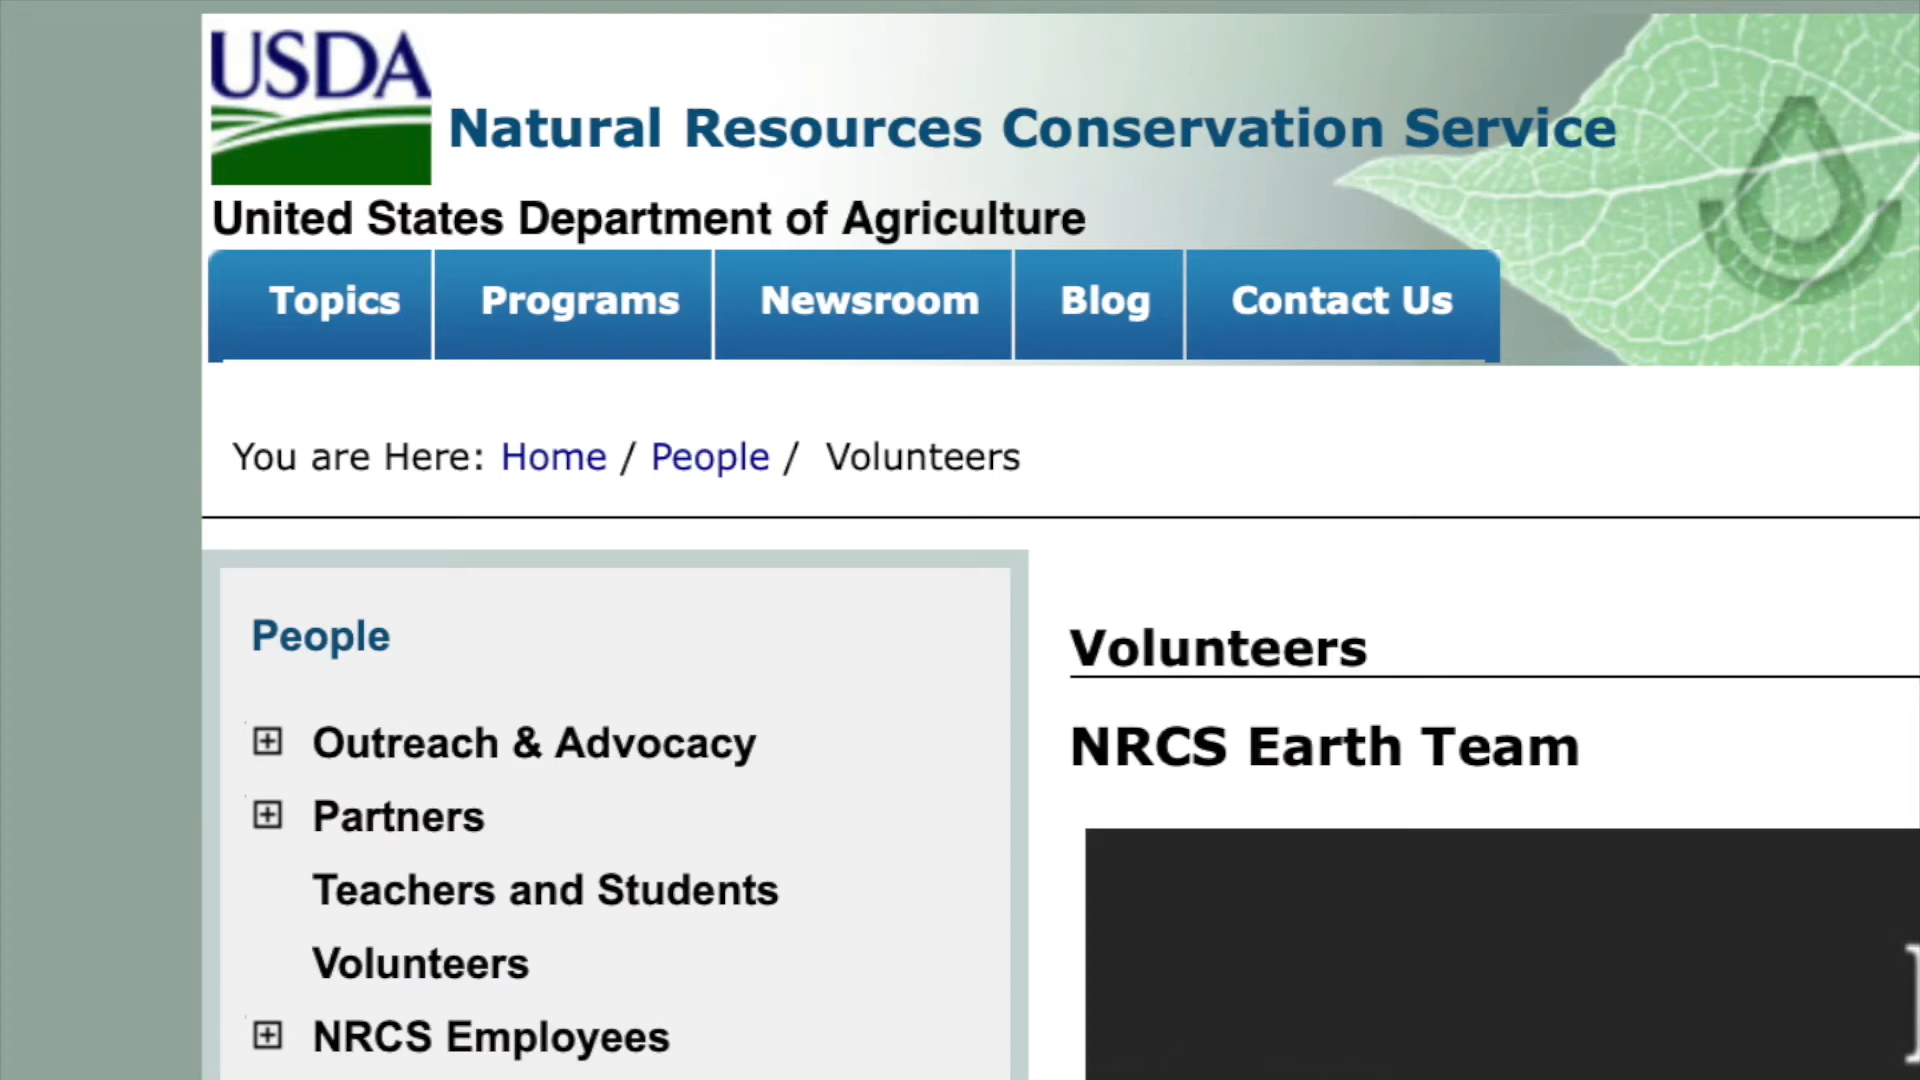 USDA
Natural Resources Conservation Service
United States Department of Agriculture
Topics Programs Newsroom Blog Contact Us
You are Here: Home / People / Volunteers
People
Outreach & Advocacy
Partners
Teachers and Students
Volunteers
NRCS Employees
Volunteers
NRCS Earth Team